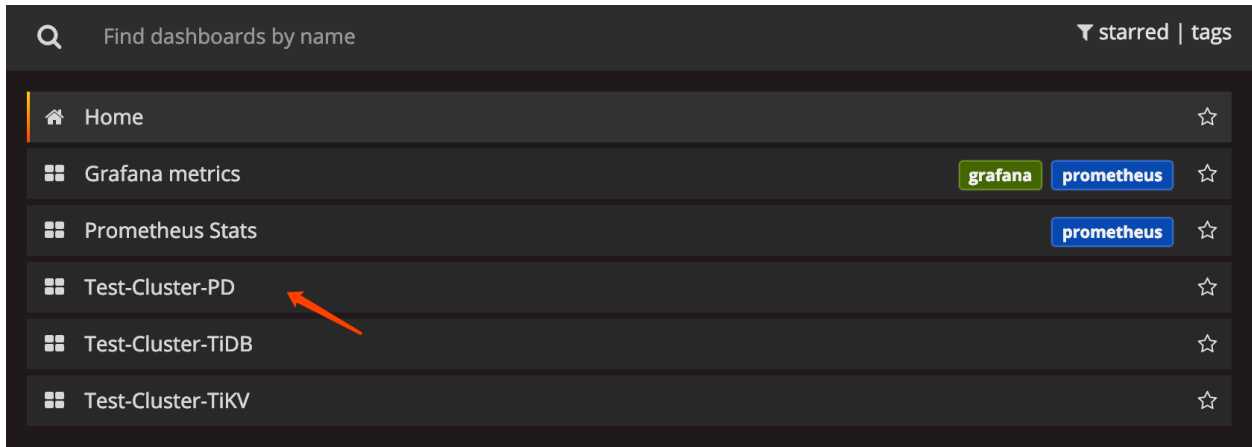 Find dashboards by name starred | tags
Home
Grafana metrics grafana prometheus
Prometheus Stats prometheus
Test-Cluster-PD
Test-Cluster-TiDB
Test-Cluster-TiKV